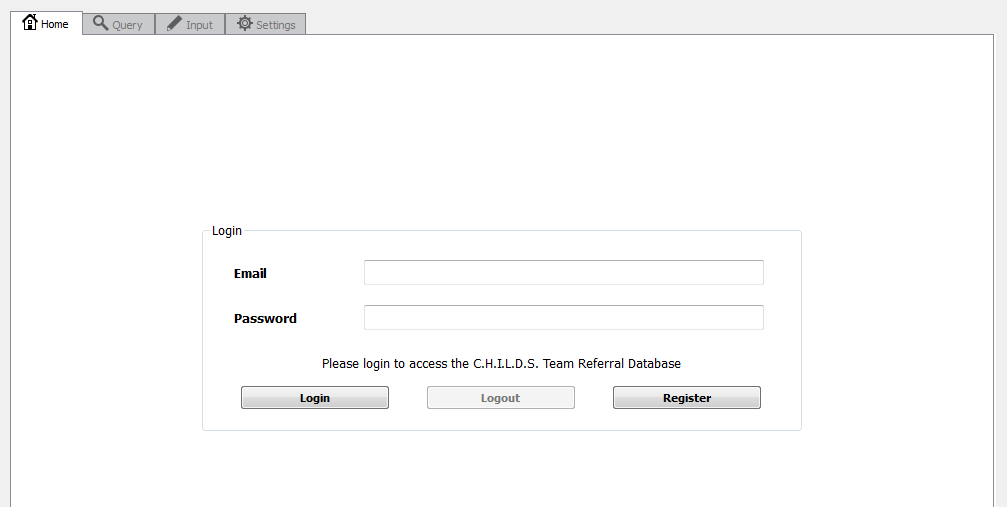 Home Query Input Settings
Login
Email
Password
Please login to access the C.H.I.L.D.S. Team Referral Database
Login Logout Register